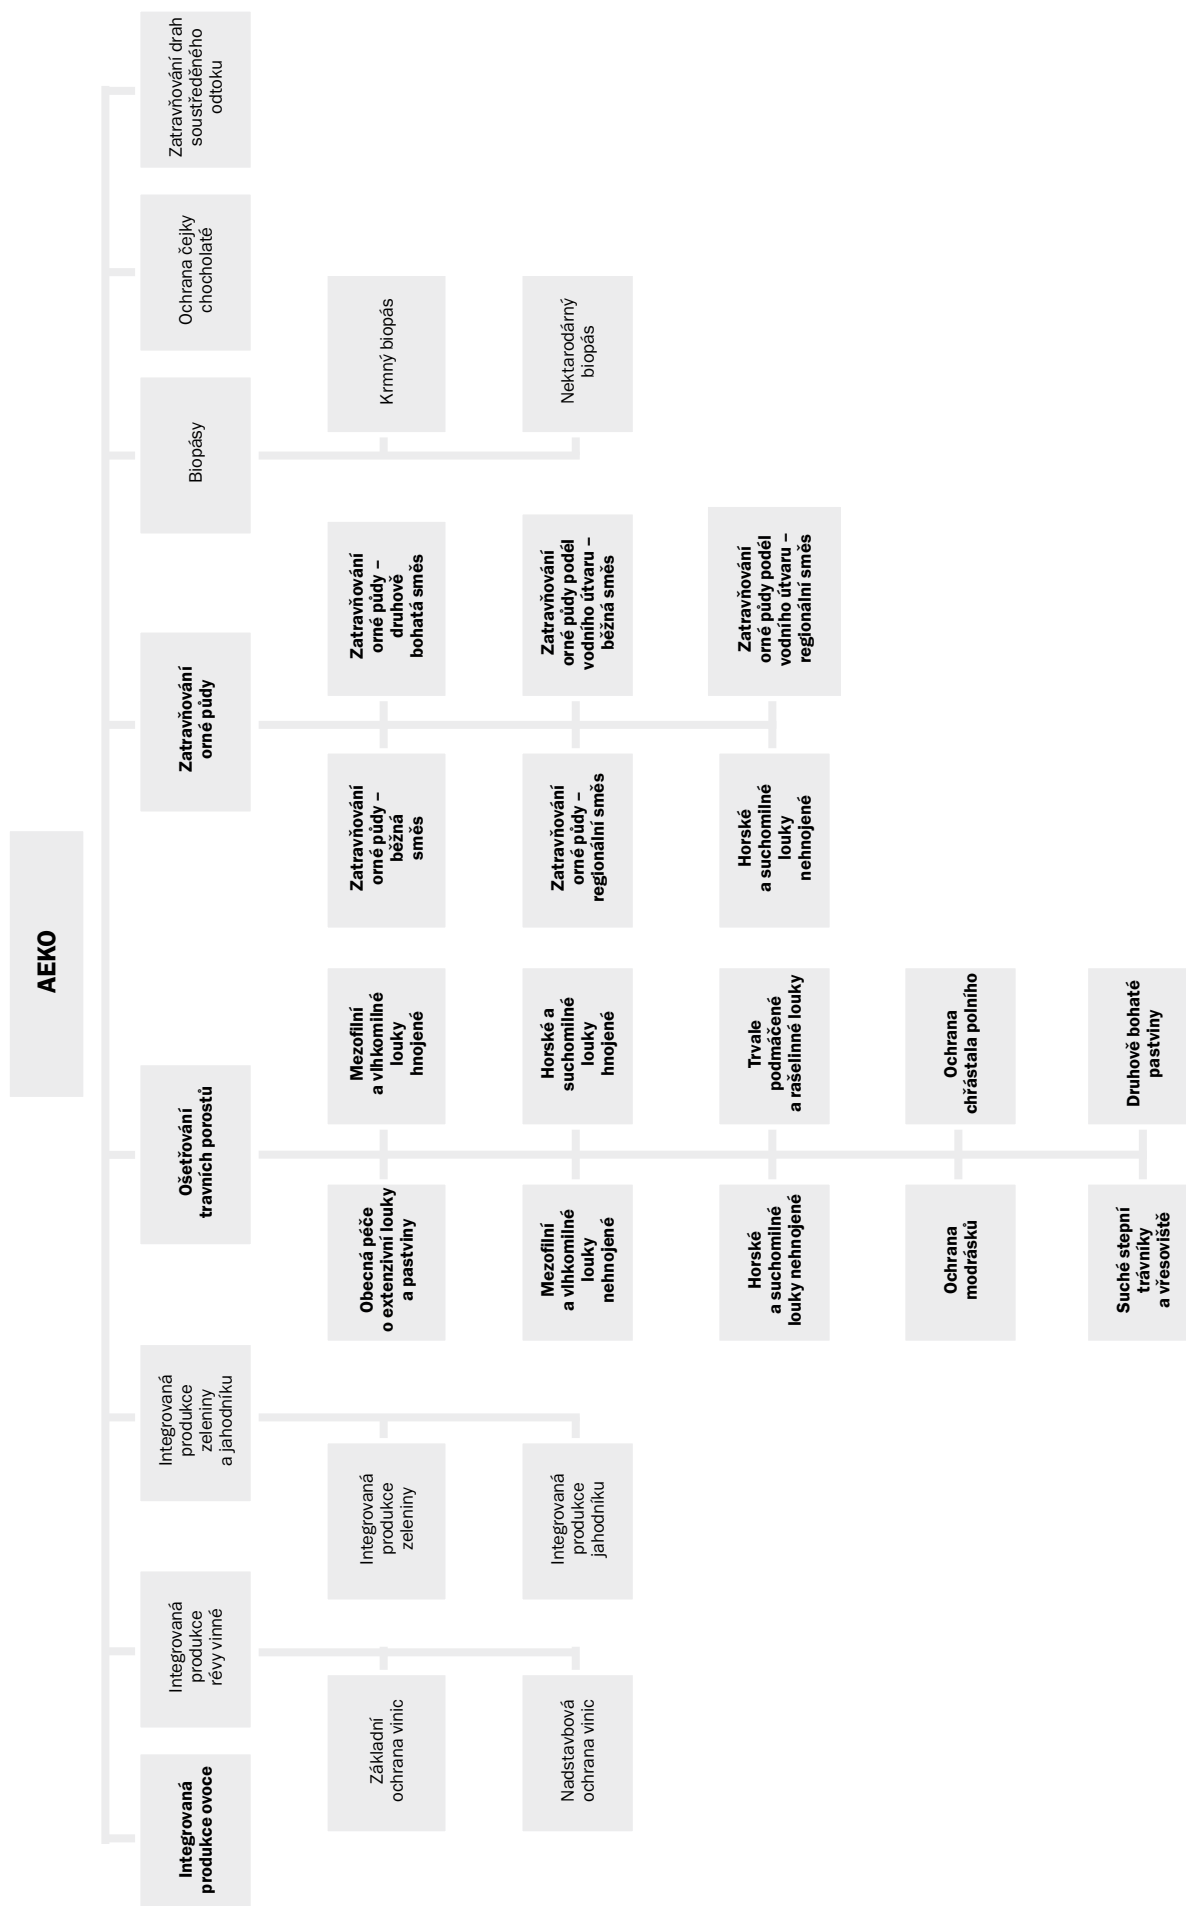 AEKO
Integrovaná
produkce ovoce
Integrovaná
produkce
révy vinné
Základní
ochrana vinic
Nadstavbová
ochrana vinic
Integrovaná
produkce
zeleniny
a jahodníku
Integrovaná
produkce
zeleniny
Integrovaná
produkce
jahodníku
Ošetřování
travních porostů
Obecná péče
o extenzivní louky
a pastviny
Mezofilní
a vlhkomilné
louky
hnojené
Mezofilní
a vlhkomilné
louky
nehnojené
Horské a
suchomilné
louky
hnojené
Horské
a suchomilné
louky nehnojené
Trvale
podmáčené
a rašelinné louky
Ochrana
modrásků
Ochrana
chřástala polního
Suché stepní
trávníky
a vřesoviště
Druhově bohaté
pastviny
Zatravňování
orné půdy
Zatravňování
orné půdy –
běžná
směs
Zatravňování
orné půdy –
druhově
bohatá směs
Zatravňování
orné půdy –
regionální směs
Zatravňování
orné půdy podél
vodního útvaru –
běžná směs
Horské
a suchomilné
louky
nehnojené
Zatravňování
orné půdy podél
vodního útvaru –
regionální směs
Biopásy
Krmný biopás
Nektarodárný
biopás
Ochrana čejky
chocholaté
Zatravňování drah
soustředěného
odtoku